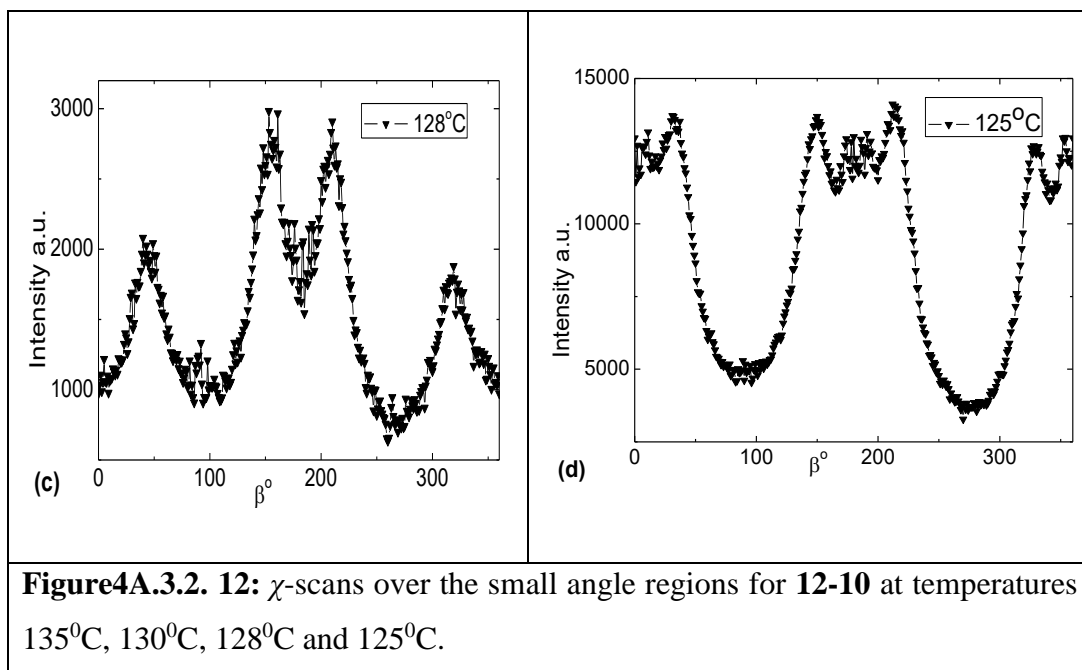 3000
2000
1000
Intensity a.u.
128°C
(c)
0 100 200 300
β°
15000
10000
5000
Intensity a.u.
125°C
(d)
0 100 200 300
β°
Figure4A.3.2. 12: χ-scans over the small angle regions for 12-10 at temperatures
135⁰C, 130⁰C, 128⁰C and 125⁰C.